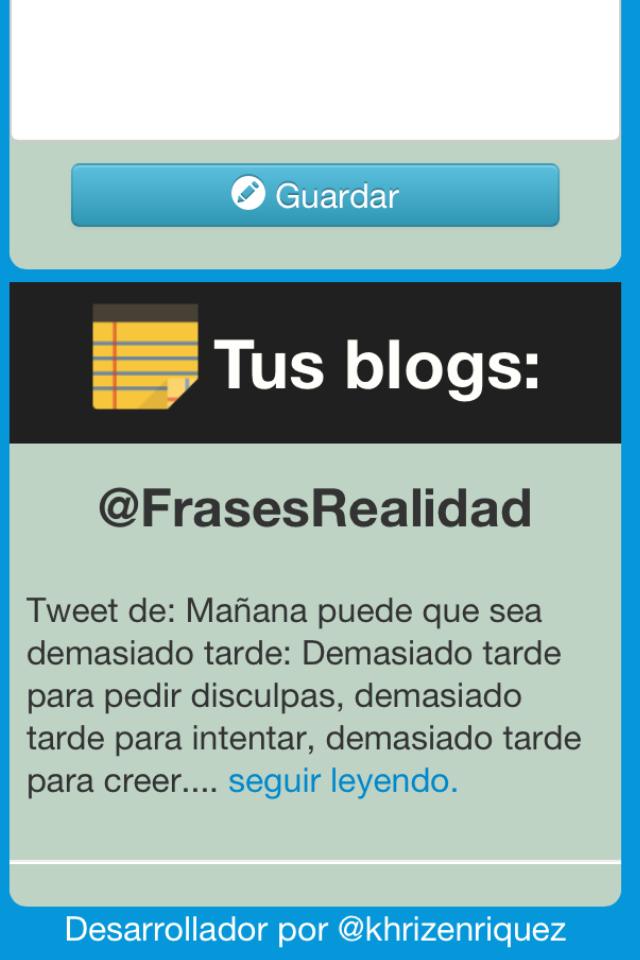 Guardar
Tus blogs:
@FrasesRealidad
Tweet de: Mañana puede que sea
demasiado tarde: Demasiado tarde
para pedir disculpas, demasiado
tarde para intentar, demasiado tarde
para creer.... seguir leyendo.
Desarrollador por @khrizenriquez